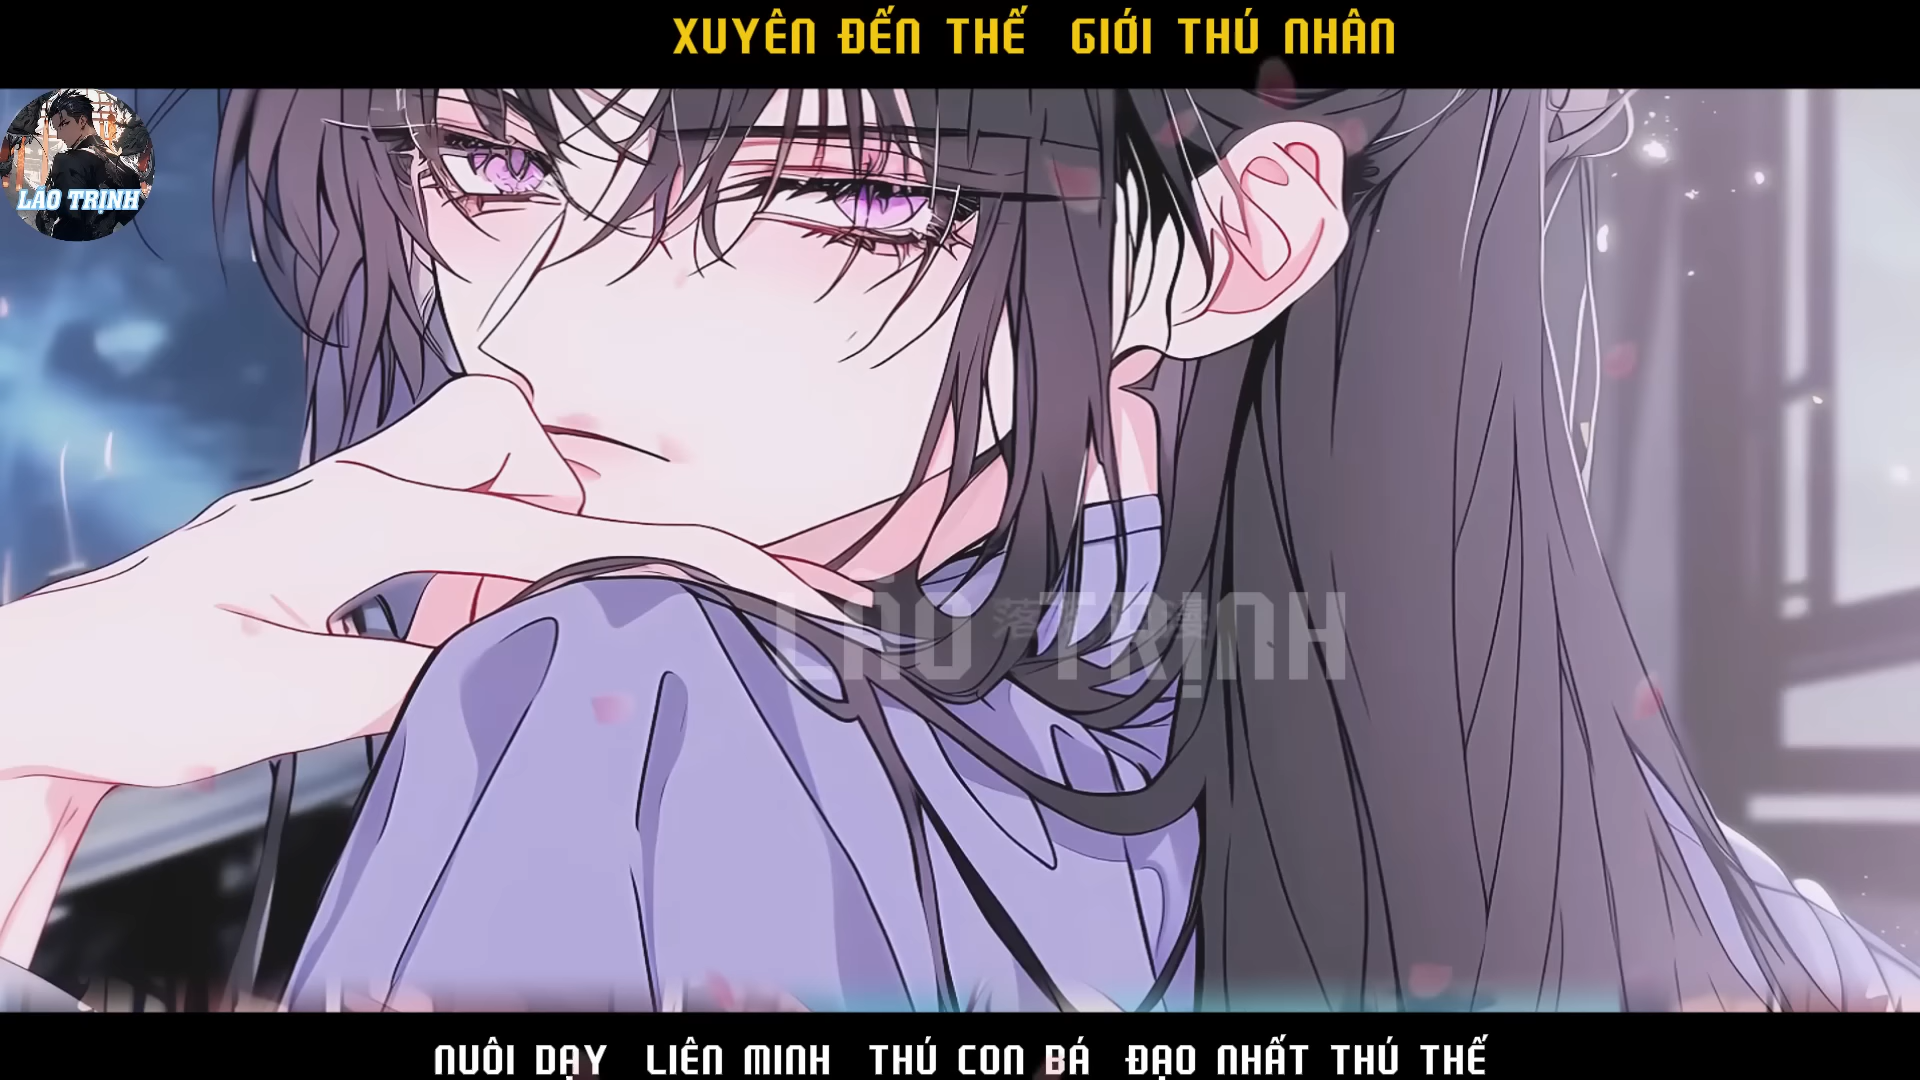 XUYÊN ĐẾN THẾ GIỚI THÚ NHÂN
LÃO TRỊNH
LÃO TRỊNH
NUÔI DẠY LIÊN MINH THÚ CON BÁ ĐẠO NHẤT THÚ THẾ